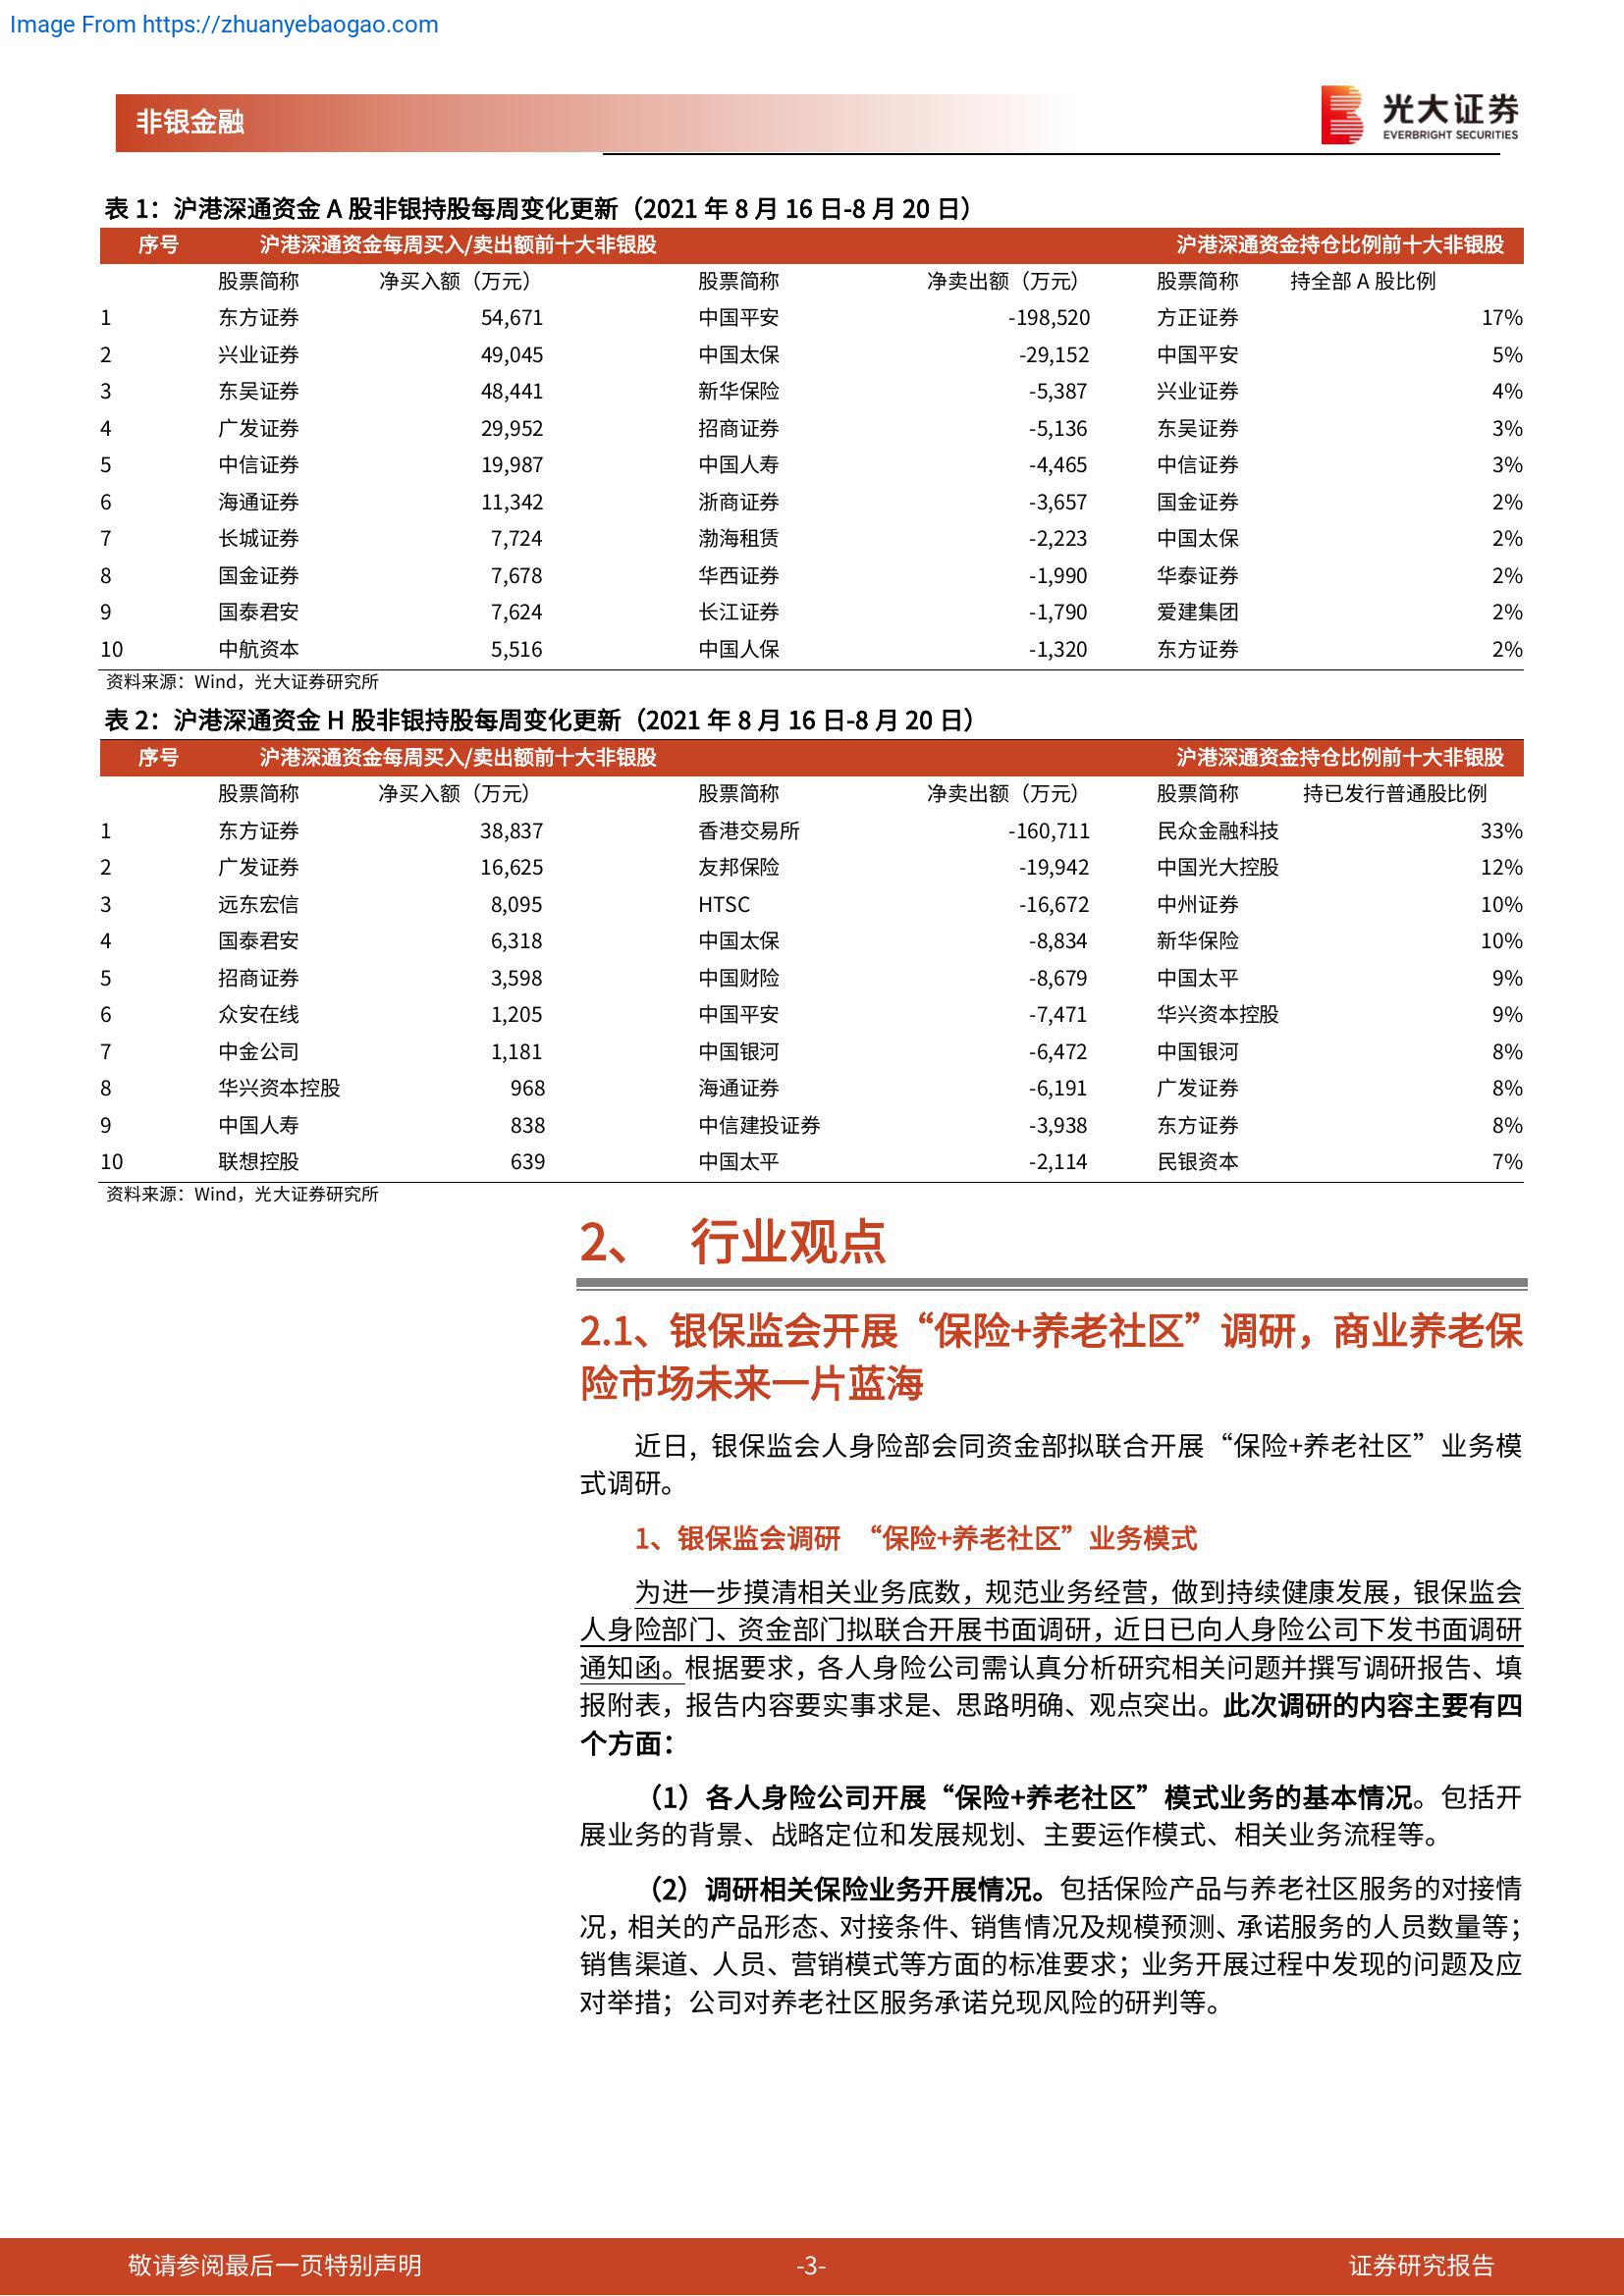 Image From https://zhuanyebaogao.com
非银金融
光大证券
EVERBRIGHT SECURITIES
表 1：沪港深通资金 A 股非银持股每周变化更新（2021 年 8 月 16 日-8 月 20 日）
序号 沪港深通资金每周买入/卖出额前十大非银股 沪港深通资金持仓比例前十大非银股
股票简称 净买入额（万元） 股票简称 净卖出额（万元） 股票简称 持全部 A 股比例
1 东方证券 54,671 中国平安 -198,520 方正证券 17%
2 兴业证券 49,045 中国太保 -29,152 中国平安 5%
3 东吴证券 48,441 新华保险 -5,387 兴业证券 4%
4 广发证券 29,952 招商证券 -5,136 东吴证券 3%
5 中信证券 19,987 中国人寿 -4,465 中信证券 3%
6 海通证券 11,342 浙商证券 -3,657 国金证券 2%
7 长城证券 7,724 渤海租赁 -2,223 中国太保 2%
8 国金证券 7,678 华西证券 -1,990 华泰证券 2%
9 国泰君安 7,624 长江证券 -1,790 爱建集团 2%
10 中航资本 5,516 中国人保 -1,320 东方证券 2%
资料来源：Wind，光大证券研究所
表 2：沪港深通资金 H 股非银持股每周变化更新（2021 年 8 月 16 日-8 月 20 日）
序号 沪港深通资金每周买入/卖出额前十大非银股 沪港深通资金持仓比例前十大非银股
股票简称 净买入额（万元） 股票简称 净卖出额（万元） 股票简称 持已发行普通股比例
1 东方证券 38,837 香港交易所 -160,711 民众金融科技 33%
2 广发证券 16,625 友邦保险 -19,942 中国光大控股 12%
3 远东宏信 8,095 HTSC -16,672 中州证券 10%
4 国泰君安 6,318 中国太保 -8,834 新华保险 10%
5 招商证券 3,598 中国财险 -8,679 中国太平 9%
6 众安在线 1,205 中国平安 -7,471 华兴资本控股 9%
7 中金公司 1,181 中国银河 -6,472 中国银河 8%
8 华兴资本控股 968 海通证券 -6,191 广发证券 8%
9 中国人寿 838 中信建投证券 -3,938 东方证券 8%
10 联想控股 639 中国太平 -2,114 民银资本 7%
资料来源：Wind，光大证券研究所
2、 行业观点
2.1、银保监会开展“保险+养老社区”调研，商业养老保
险市场未来一片蓝海
近日, 银保监会人身险部会同资金部拟联合开展“保险+养老社区”业务模
式调研。
1、银保监会调研 “保险+养老社区”业务模式
为进一步摸清相关业务底数，规范业务经营，做到持续健康发展，银保监会
人身险部门、资金部门拟联合开展书面调研，近日已向人身险公司下发书面调研
通知函。根据要求，各人身险公司需认真分析研究相关问题并撰写调研报告、填
报附表，报告内容要实事求是、思路明确、观点突出。此次调研的内容主要有四
个方面：
（1）各人身险公司开展“保险+养老社区”模式业务的基本情况。包括开
展业务的背景、战略定位和发展规划、主要运作模式、相关业务流程等。
（2）调研相关保险业务开展情况。包括保险产品与养老社区服务的对接情
况，相关的产品形态、对接条件、销售情况及规模预测、承诺服务的人员数量等；
销售渠道、人员、营销模式等方面的标准要求；业务开展过程中发现的问题及应
对举措；公司对养老社区服务承诺兑现风险的研判等。
敬请参阅最后一页特别声明 -3- 证券研究报告